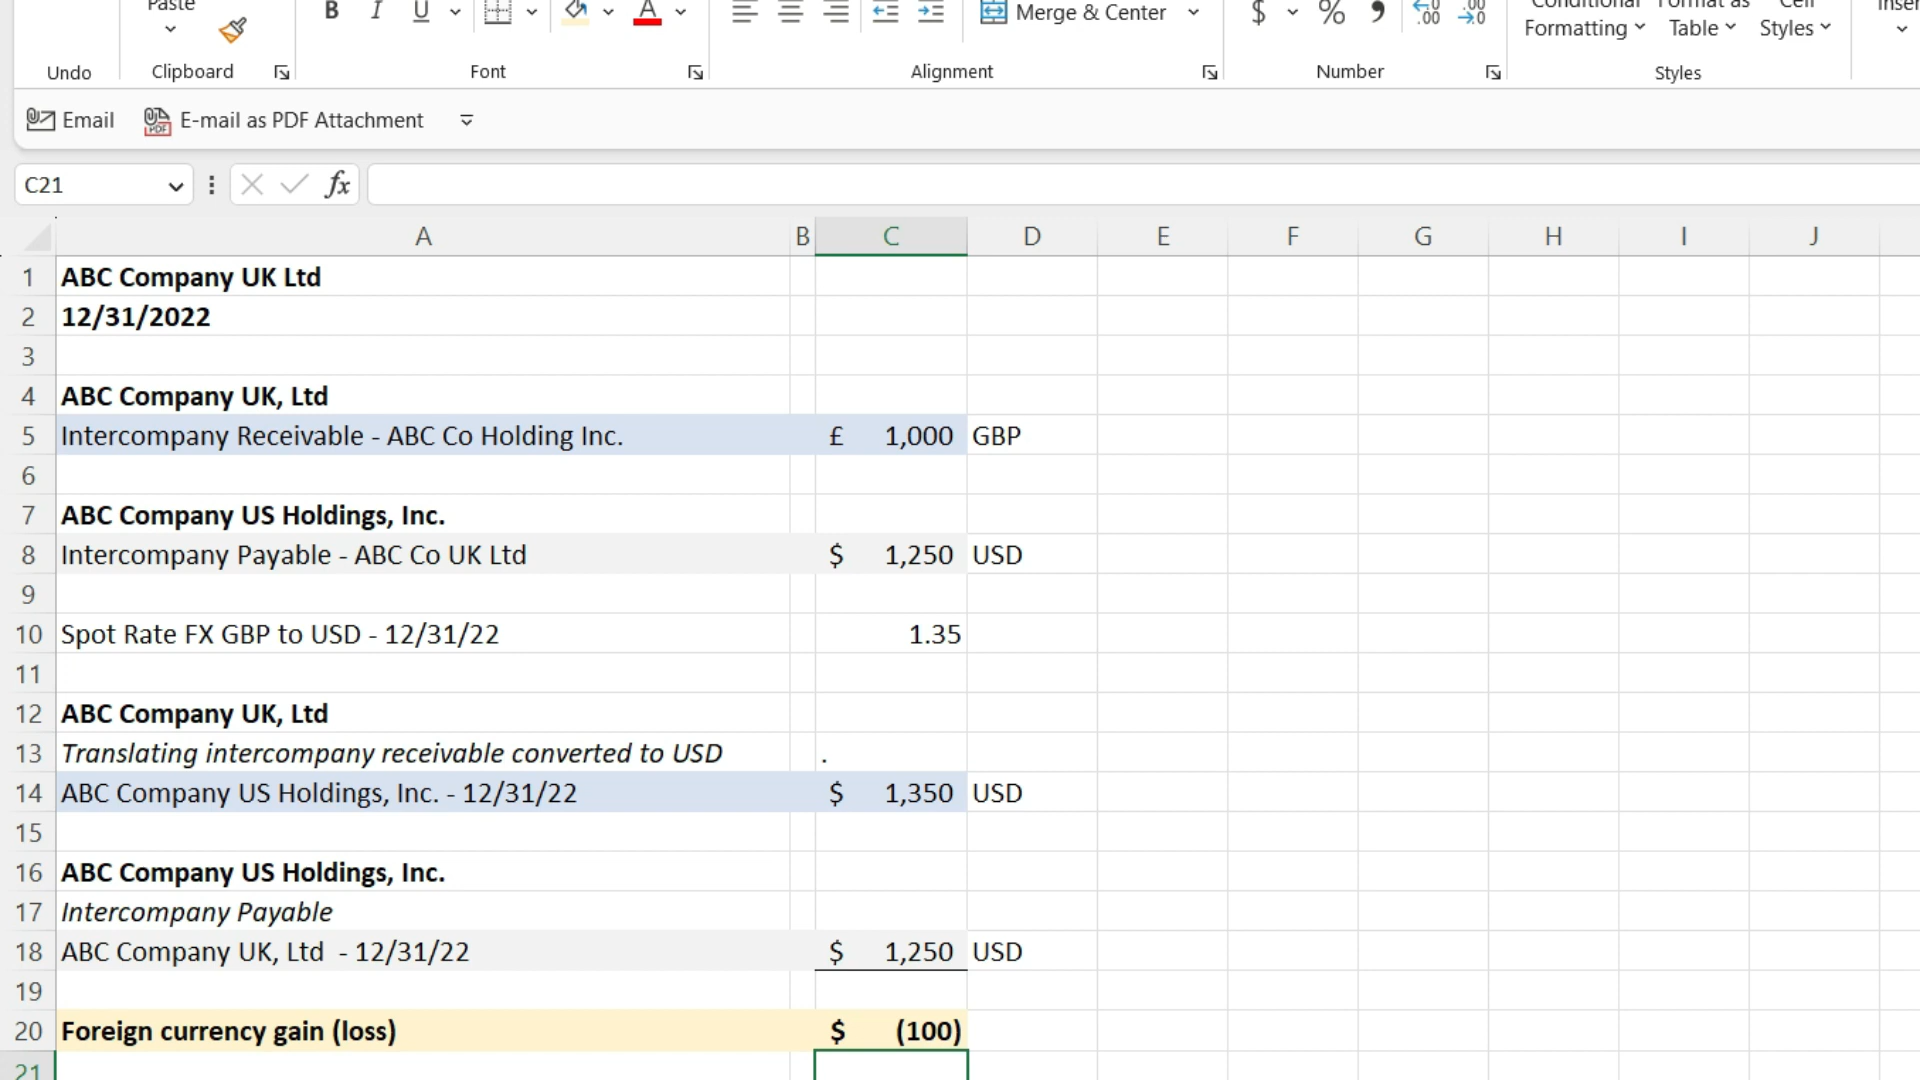 Paste
B I U A Merge & Center $ % Conditional Format as Cell
Formatting Table Styles
Undo Clipboard Font Alignment Number Styles
Email E-mail as PDF Attachment
C21 fx
A B C D E F G H I J
1 ABC Company UK Ltd
2 12/31/2022
3
4 ABC Company UK, Ltd
5 Intercompany Receivable - ABC Co Holding Inc. £ 1,000 GBP
6
7 ABC Company US Holdings, Inc.
8 Intercompany Payable - ABC Co UK Ltd $ 1,250 USD
9
10 Spot Rate FX GBP to USD - 12/31/22 1.35
11
12 ABC Company UK, Ltd
13 Translating intercompany receivable converted to USD .
14 ABC Company US Holdings, Inc. - 12/31/22 $ 1,350 USD
15
16 ABC Company US Holdings, Inc.
17 Intercompany Payable
18 ABC Company UK, Ltd - 12/31/22 $ 1,250 USD
19
20 Foreign currency gain (loss) $ (100)
21